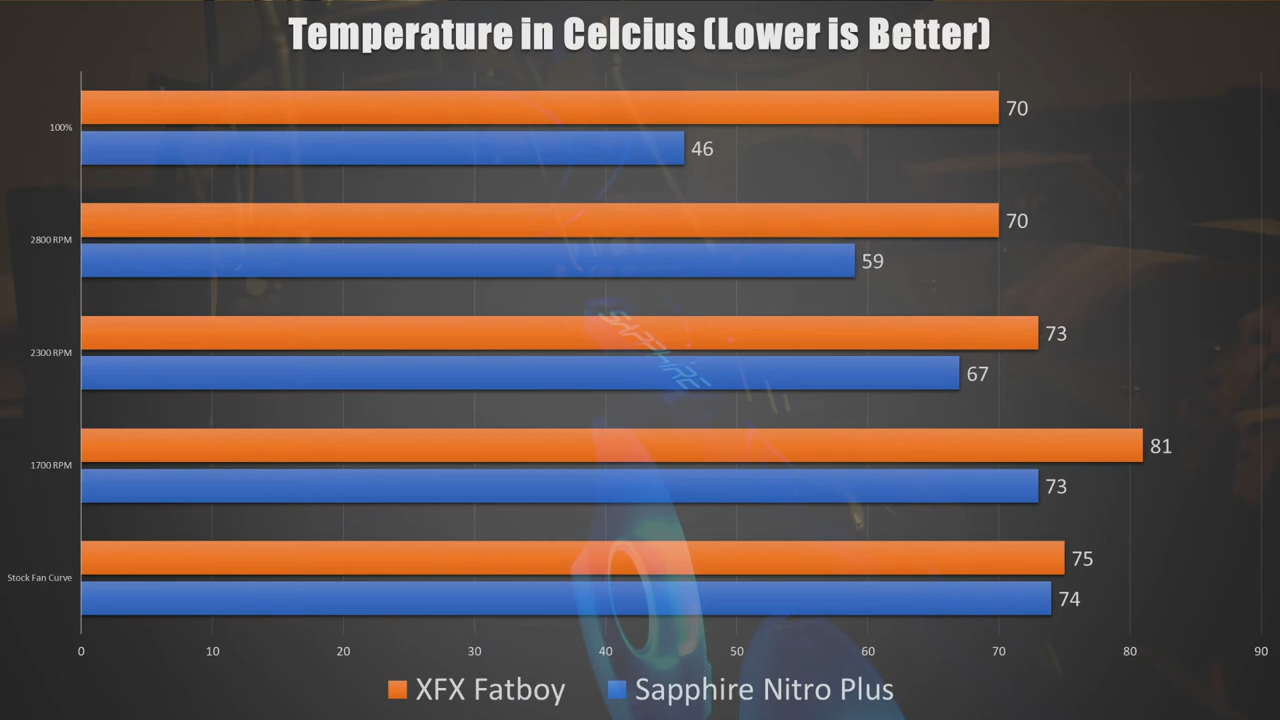 Temperature in Celcius (Lower is Better)
100%
70
46
2800 RPM
70
59
2300 RPM
73
67
SAPPHIRE
1700 RPM
81
73
Stock Fan Curve
75
74
0 10 20 30 40 50 60 70 80 90
XFX Fatboy Sapphire Nitro Plus